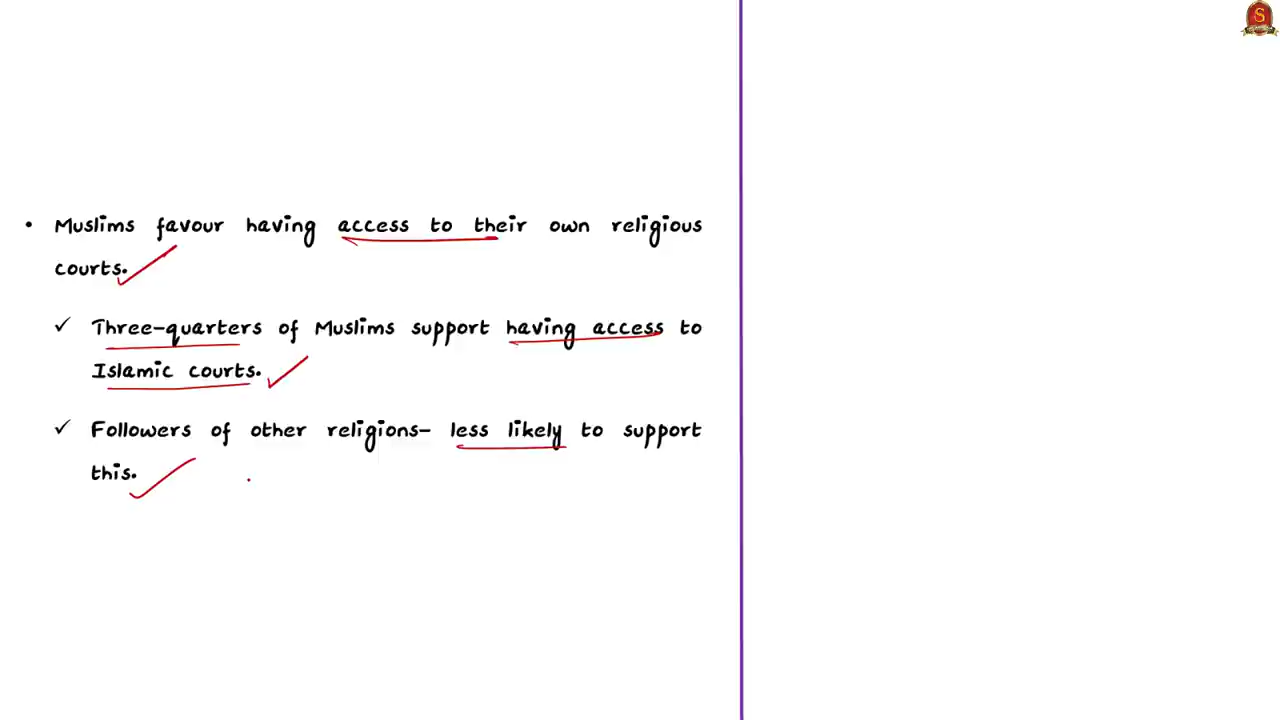 • Muslims favour having access to their own religious
courts.
✓ Three-quarters of Muslims support having access to
Islamic courts.
✓ Followers of other religions- less likely to support
this.
S